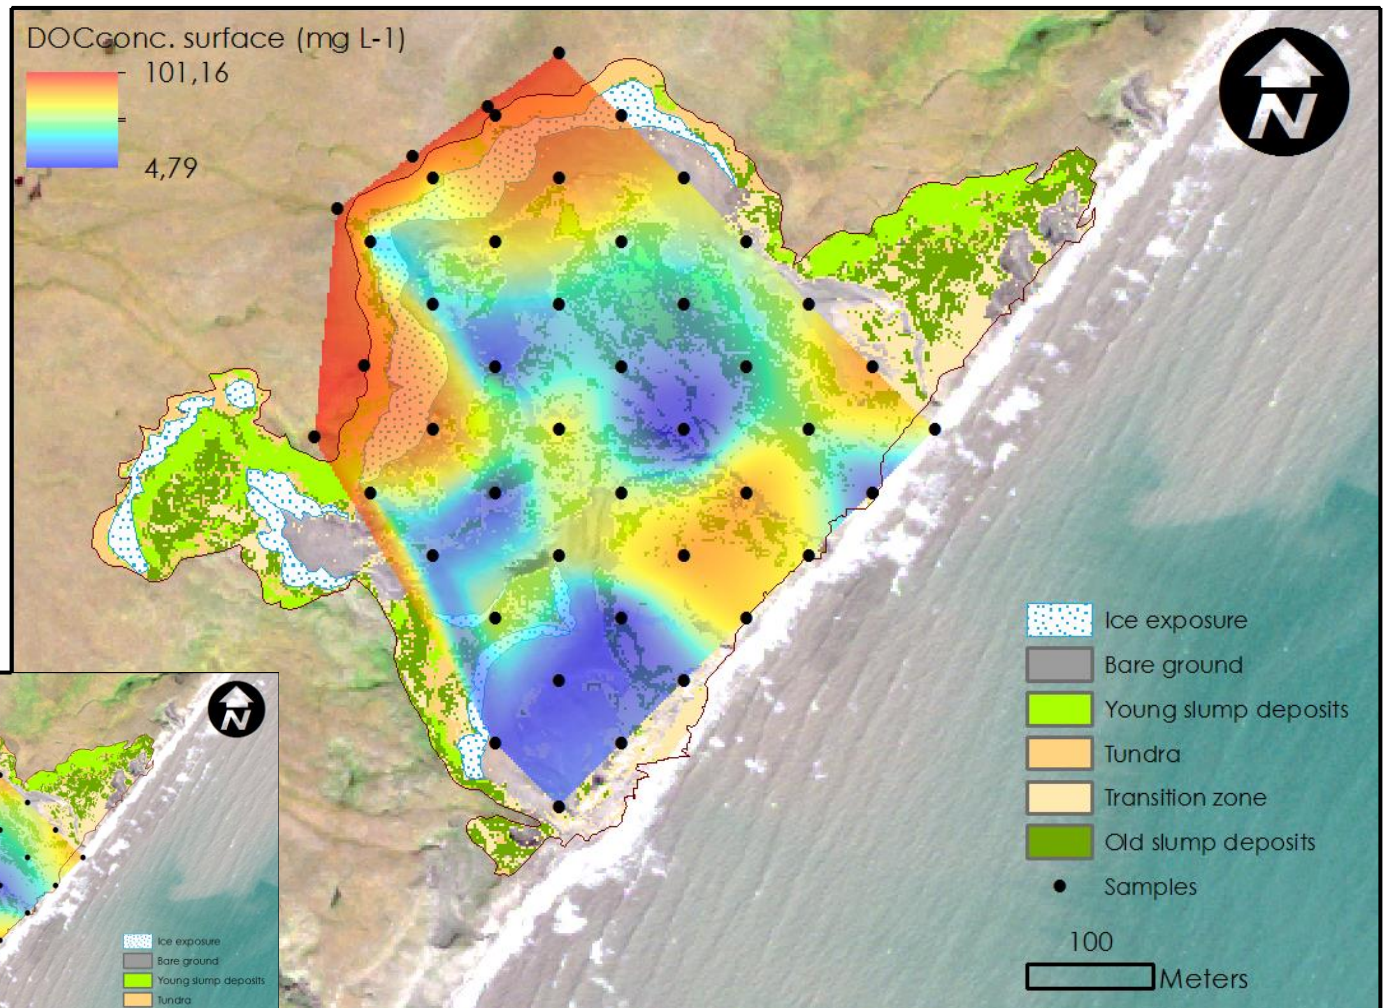 DOCconc. surface (mg L-1)
101,16
4,79
N
Ice exposure
Bare ground
Young slump deposits
Tundra
Transition zone
Old slump deposits
Samples
100
Meters
N
Ice exposure
Bare ground
Young slump deposits
Tundra